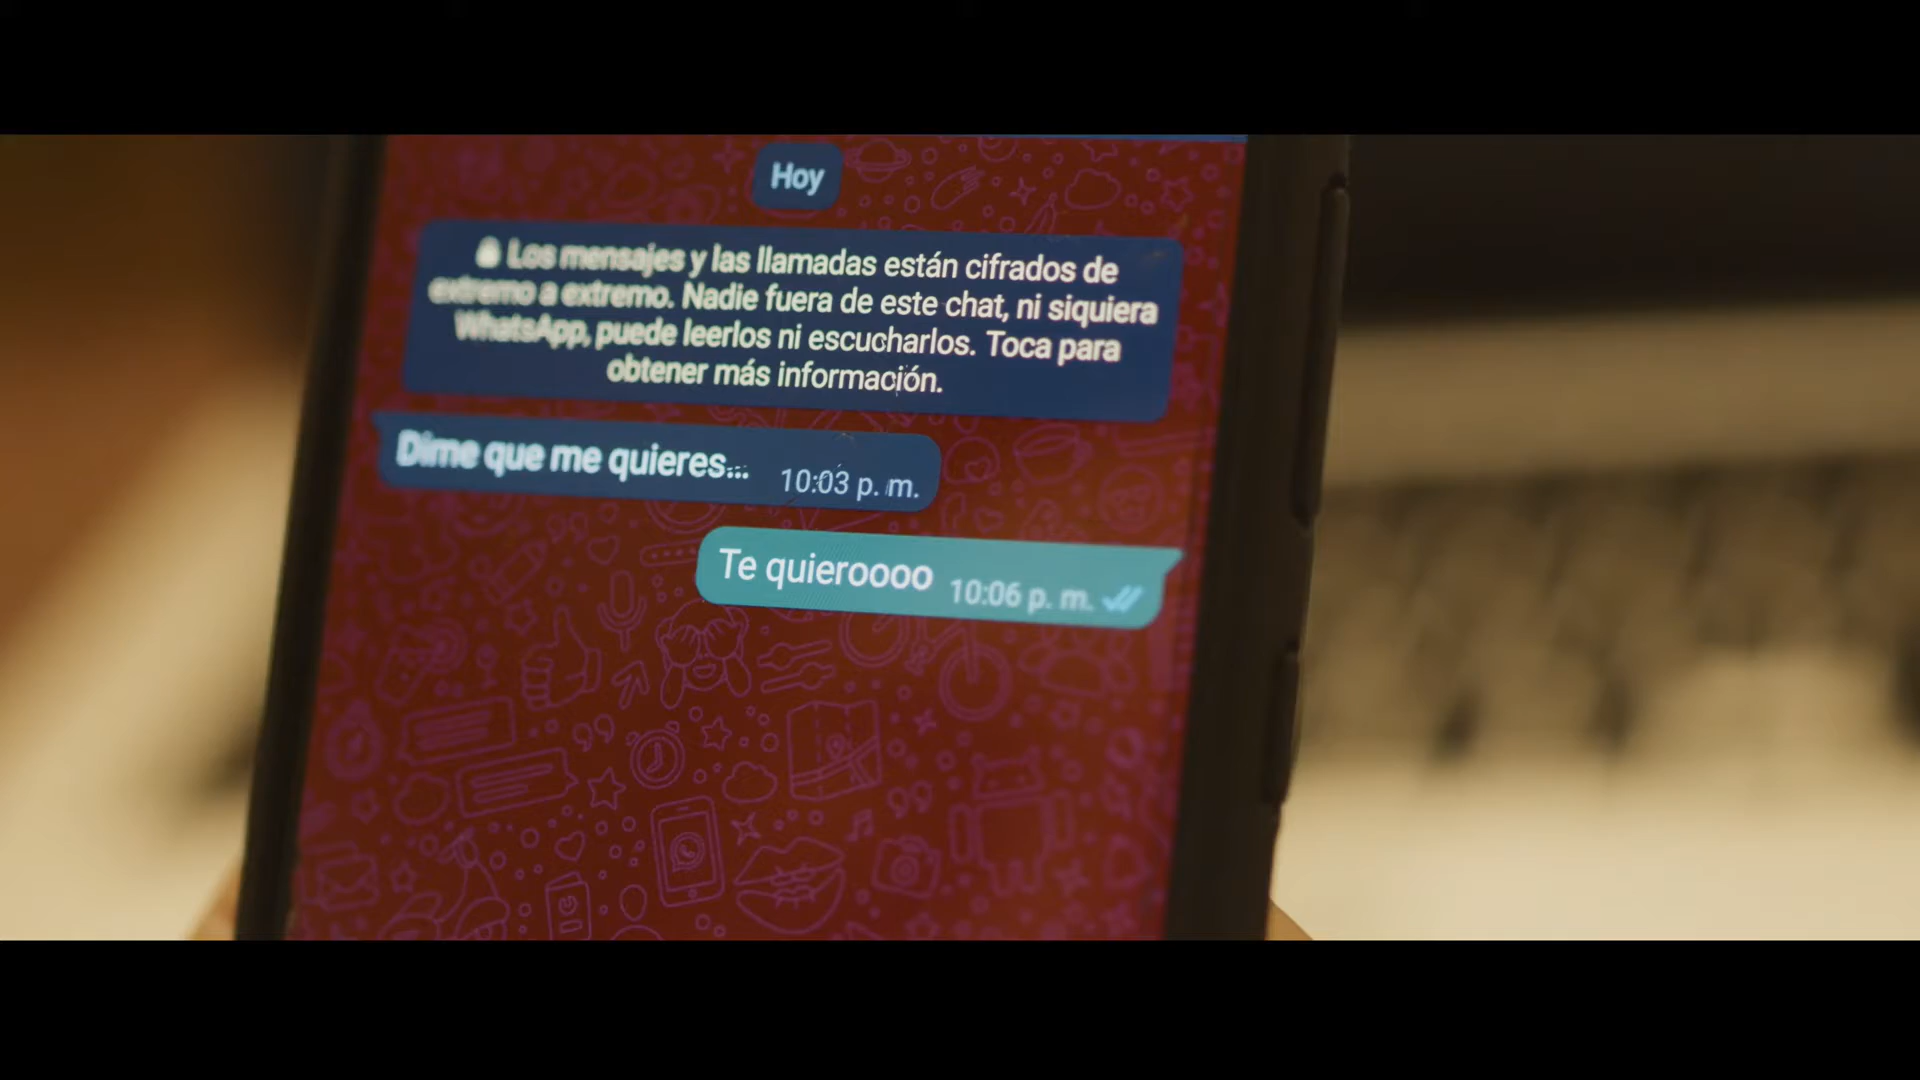 Hoy
Los mensajes y las llamadas están cifrados de
extremo a extremo. Nadie fuera de este chat, ni siquiera
WhatsApp, puede leerlos ni escucharlos. Toca para
obtener más información.
Dime que me quieres... 10:03 p. m.
Te quieroooo 10:06 p. m.